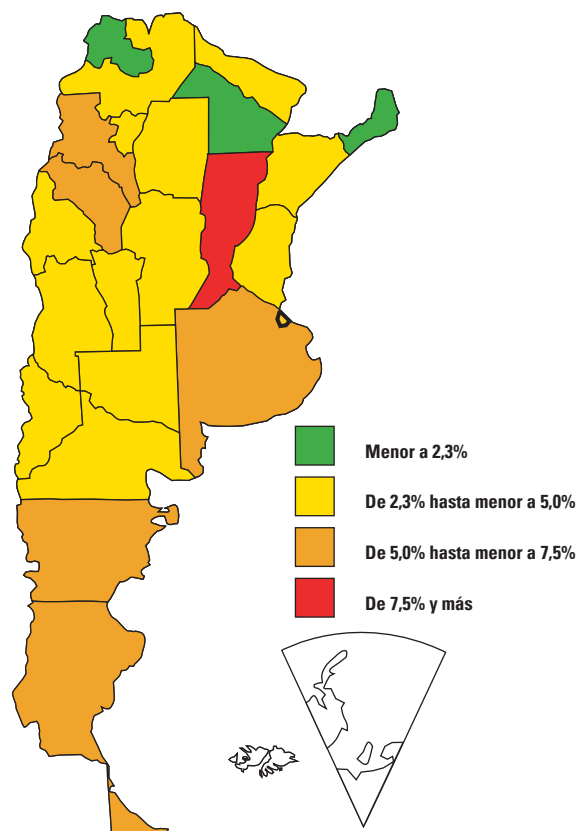 Menor a 2,3%
De 2,3% hasta menor a 5,0%
De 5,0% hasta menor a 7,5%
De 7,5% y más